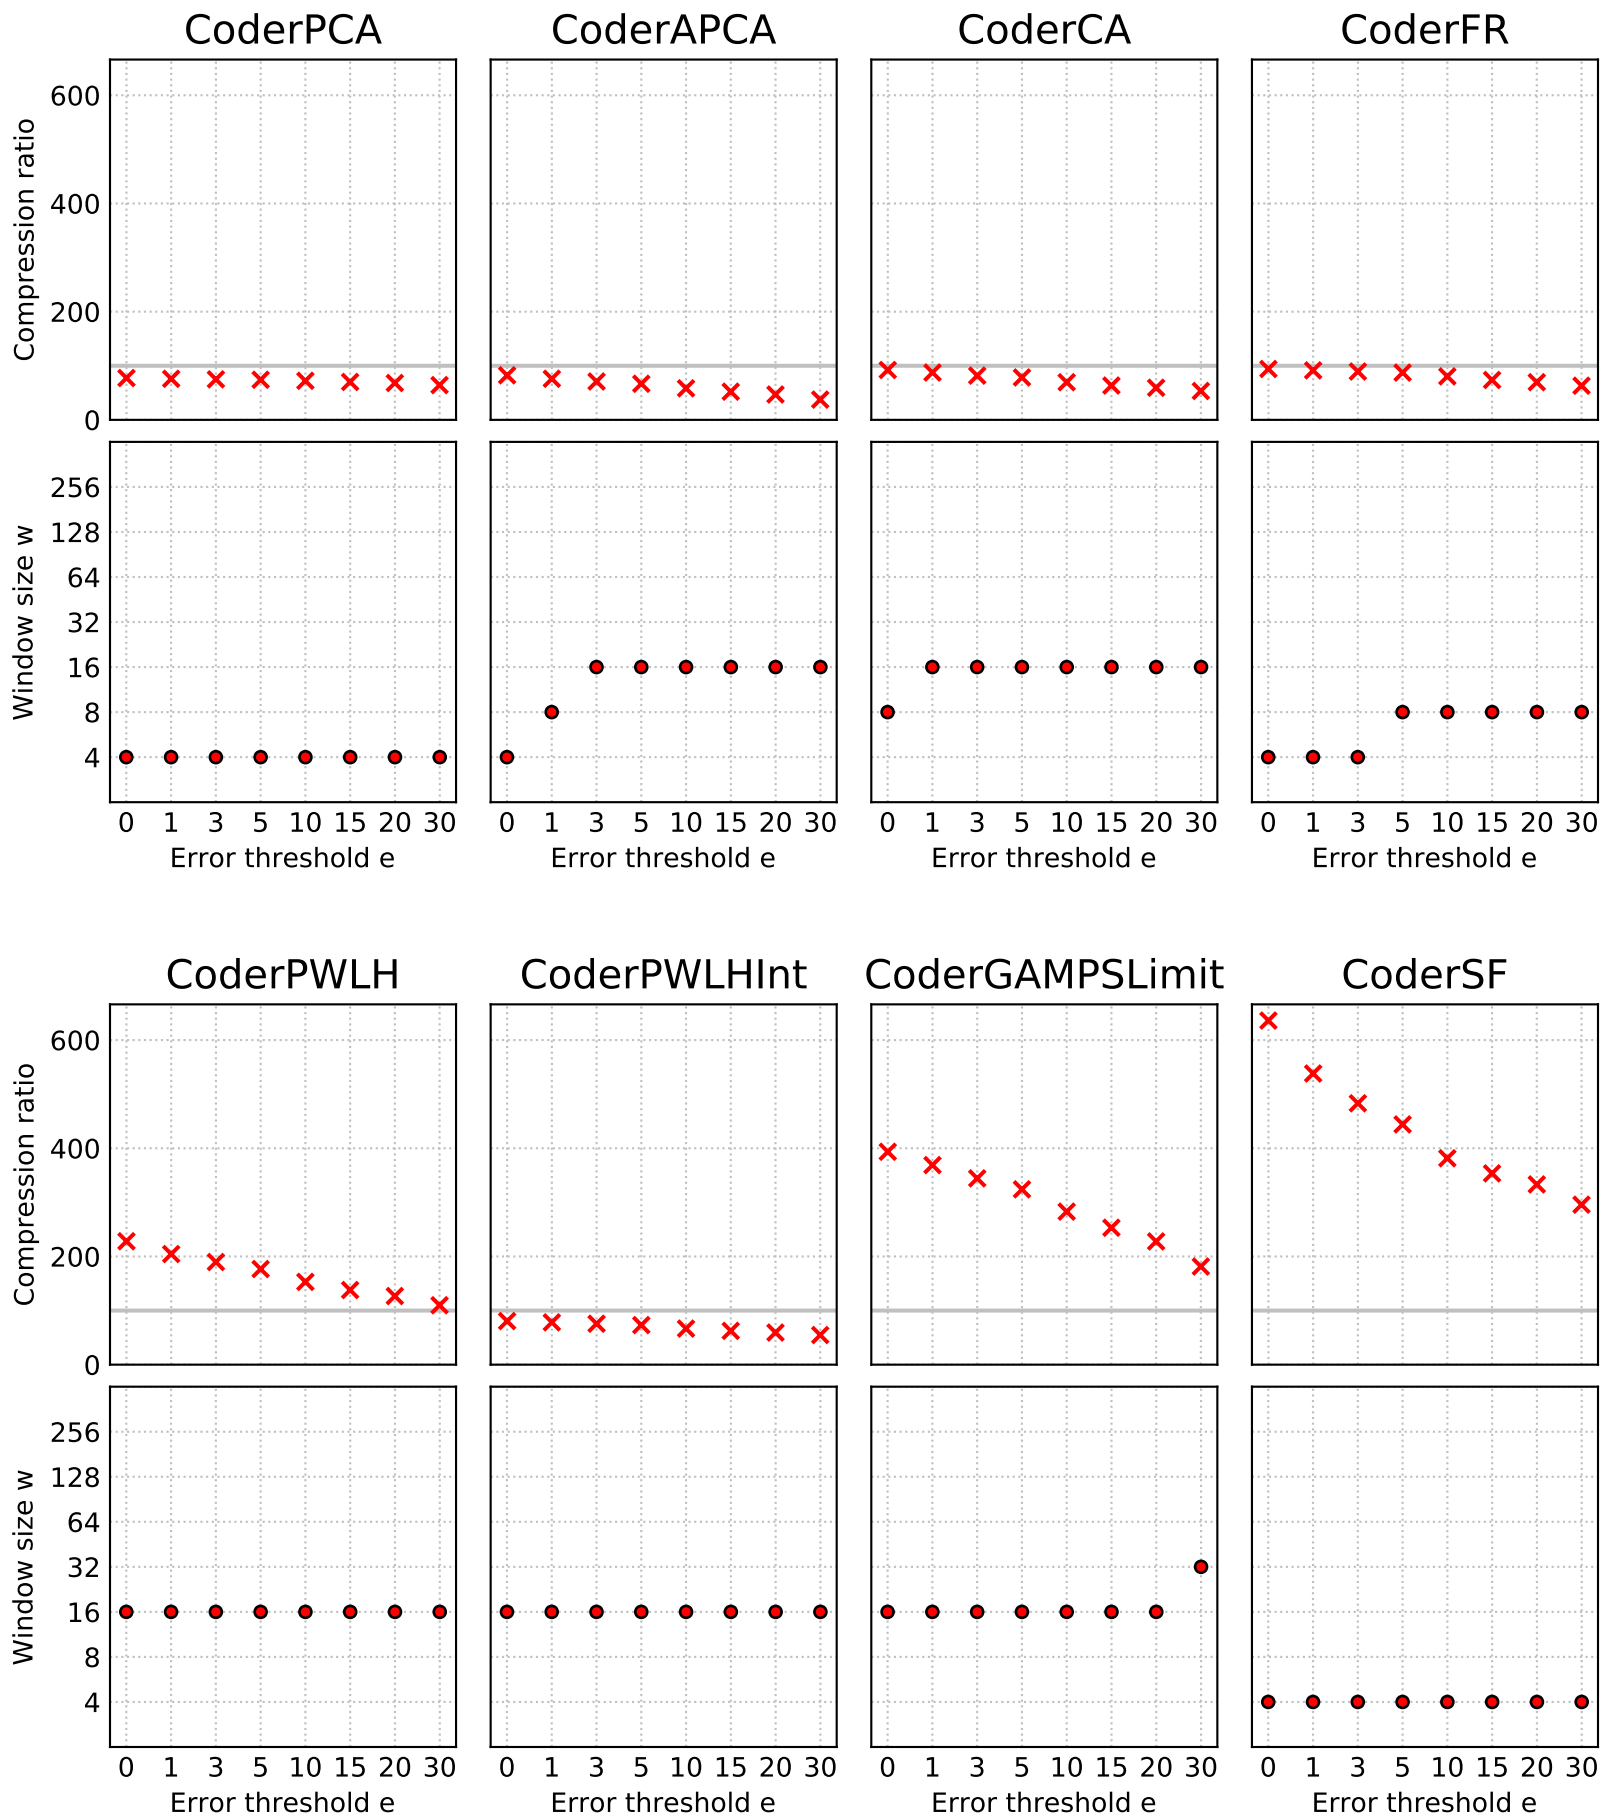 CoderPCA CoderAPCA CoderCA CoderFR
Compression ratio
600
400
200
0
Window size w
256
128
64
32
16
8
4
0 1 3 5 10 15 20 30 0 1 3 5 10 15 20 30 0 1 3 5 10 15 20 30 0 1 3 5 10 15 20 30
Error threshold e Error threshold e Error threshold e Error threshold e
CoderPWLH CoderPWLHInt CoderGAMPSLimit CoderSF
Compression ratio
600
400
200
0
Window size w
256
128
64
32
16
8
4
0 1 3 5 10 15 20 30 0 1 3 5 10 15 20 30 0 1 3 5 10 15 20 30 0 1 3 5 10 15 20 30
Error threshold e Error threshold e Error threshold e Error threshold e